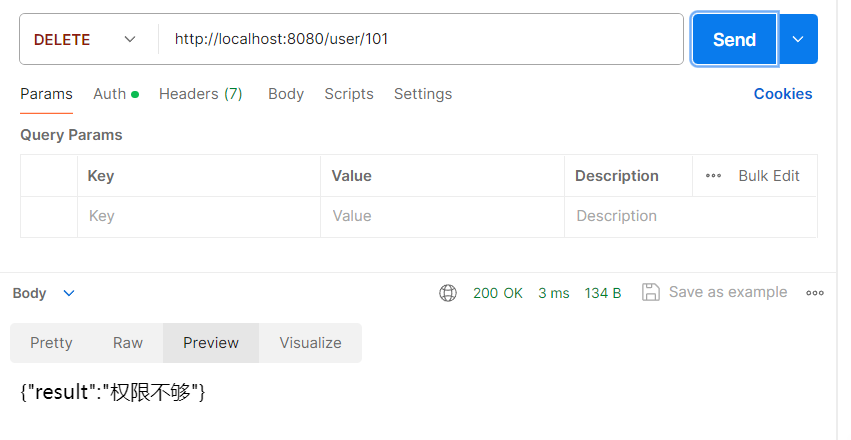 DELETE http://localhost:8080/user/101 Send
Params Auth Headers (7) Body Scripts Settings Cookies
Query Params
Key Value Description Bulk Edit
Key Value Description
Body 200 OK 3 ms 134 B Save as example
Pretty Raw Preview Visualize
{"result":"权限不够"}